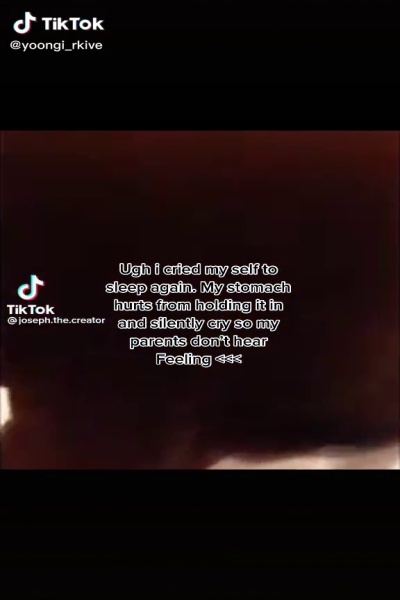 TikTok
@yoongi_rkive
Ugh i cried my self to
sleep again. My stomach
hurts from holding it in
and silently cry so my
parents don't hear
Feeling <<<
TikTok
@joseph.the.creator